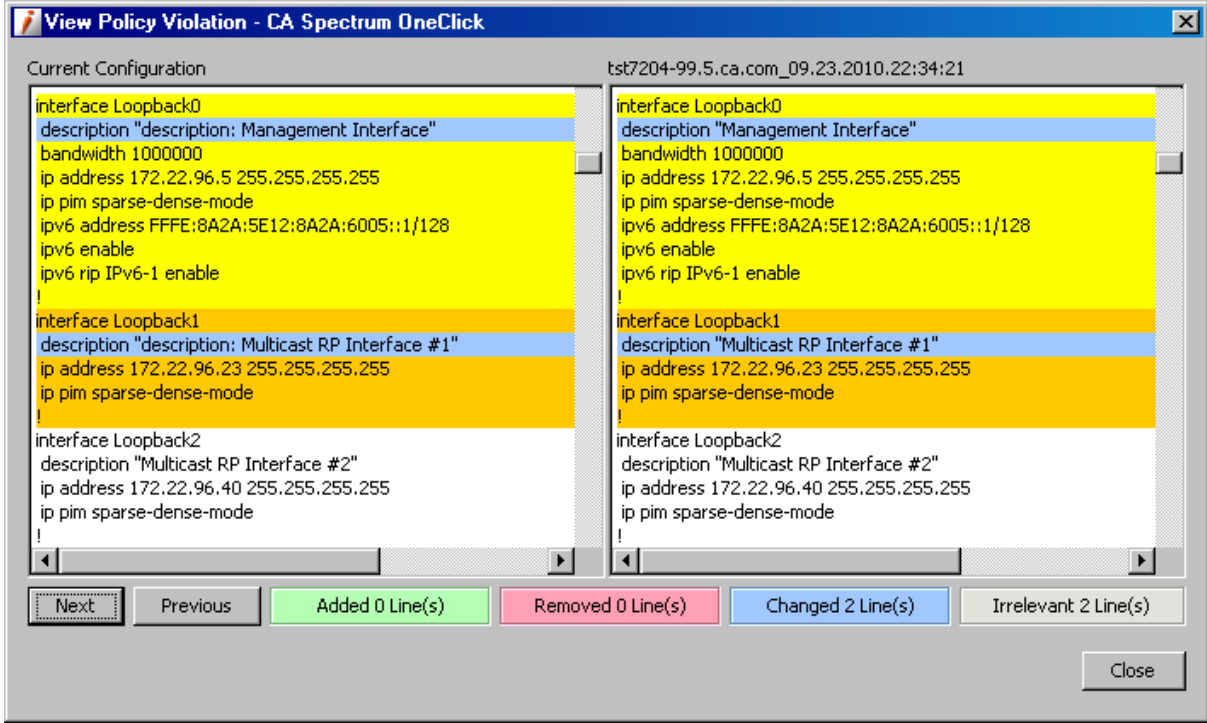 View Policy Violation - CA Spectrum OneClick
Current Configuration
interface Loopback0
description "description: Management Interface"
bandwidth 1000000
ip address 172.22.96.5 255.255.255.255
ip pim sparse-dense-mode
ipv6 address FFFE:8A2A:5E12:8A2A:6005::1/128
ipv6 enable
ipv6 rip IPv6-1 enable
!
interface Loopback1
description "description: Multicast RP Interface #1"
ip address 172.22.96.23 255.255.255.255
ip pim sparse-dense-mode
!
interface Loopback2
description "Multicast RP Interface #2"
ip address 172.22.96.40 255.255.255.255
ip pim sparse-dense-mode
!
tst7204-99.5.ca.com_09.23.2010.22:34:21
interface Loopback0
description "Management Interface"
bandwidth 1000000
ip address 172.22.96.5 255.255.255.255
ip pim sparse-dense-mode
ipv6 address FFFE:8A2A:5E12:8A2A:6005::1/128
ipv6 enable
ipv6 rip IPv6-1 enable
!
interface Loopback1
description "Multicast RP Interface #1"
ip address 172.22.96.23 255.255.255.255
ip pim sparse-dense-mode
!
interface Loopback2
description "Multicast RP Interface #2"
ip address 172.22.96.40 255.255.255.255
ip pim sparse-dense-mode
!
Next
Previous
Added 0 Line(s)
Removed 0 Line(s)
Changed 2 Line(s)
Irrelevant 2 Line(s)
Close